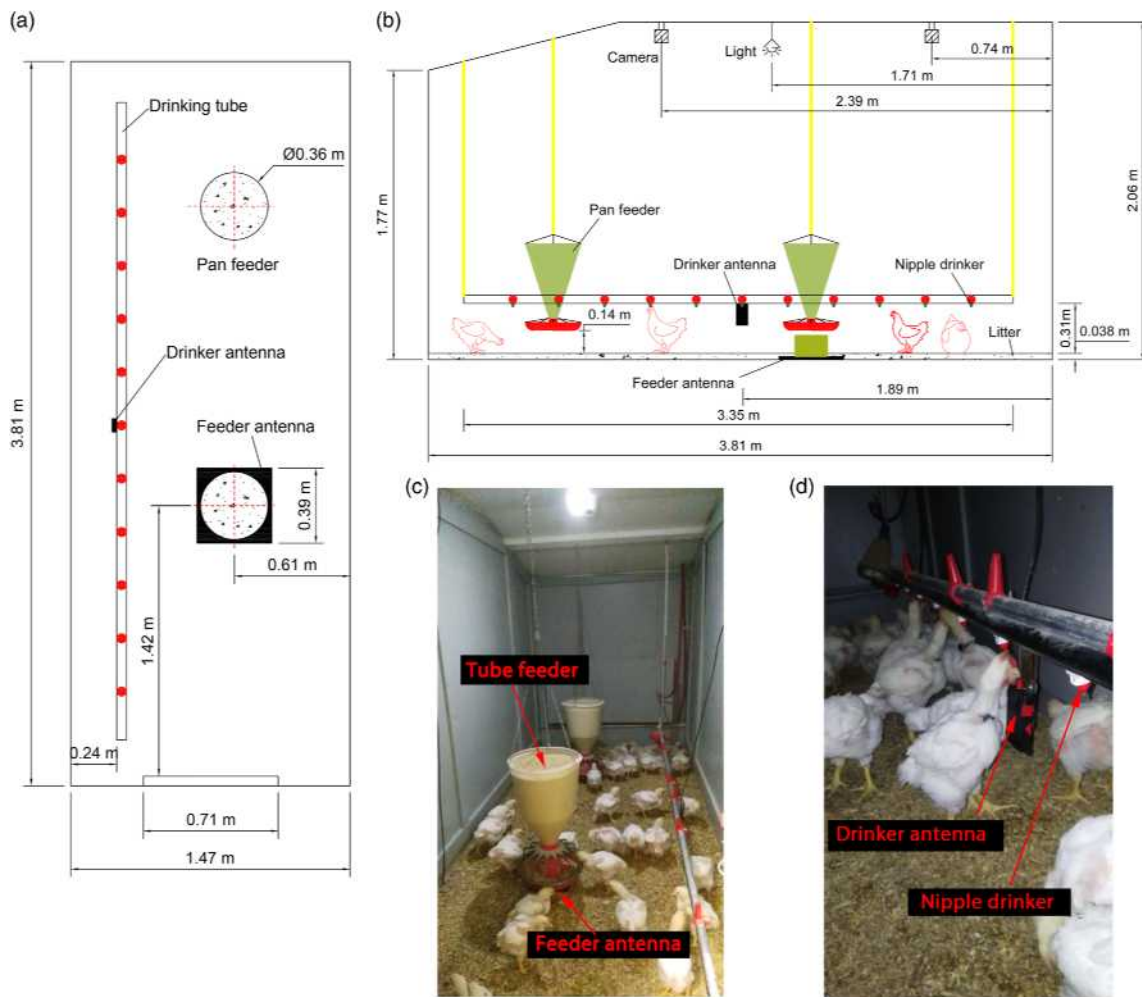 (a)
Drinking tube
Ø0.36 m
Pan feeder
3.81 m
Drinker antenna
Feeder antenna
0.39 m
0.61 m
1.42 m
0.24 m
0.71 m
1.47 m
(b)
Camera
Light
0.74 m
1.71 m
2.39 m
1.77 m
2.06 m
Pan feeder
Drinker antenna
Nipple drinker
0.14 m
0.31m
0.038 m
Litter
Feeder antenna
1.89 m
3.35 m
3.81 m
(c)
Tube feeder
Feeder antenna
(d)
Drinker antenna
Nipple drinker